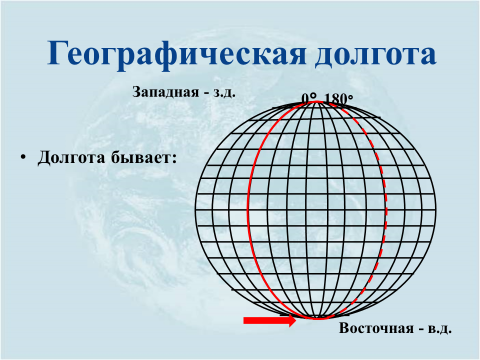 Географическая долгота
Западная - з.д.
0° 180°
• Долгота бывает:
Восточная - в.д.